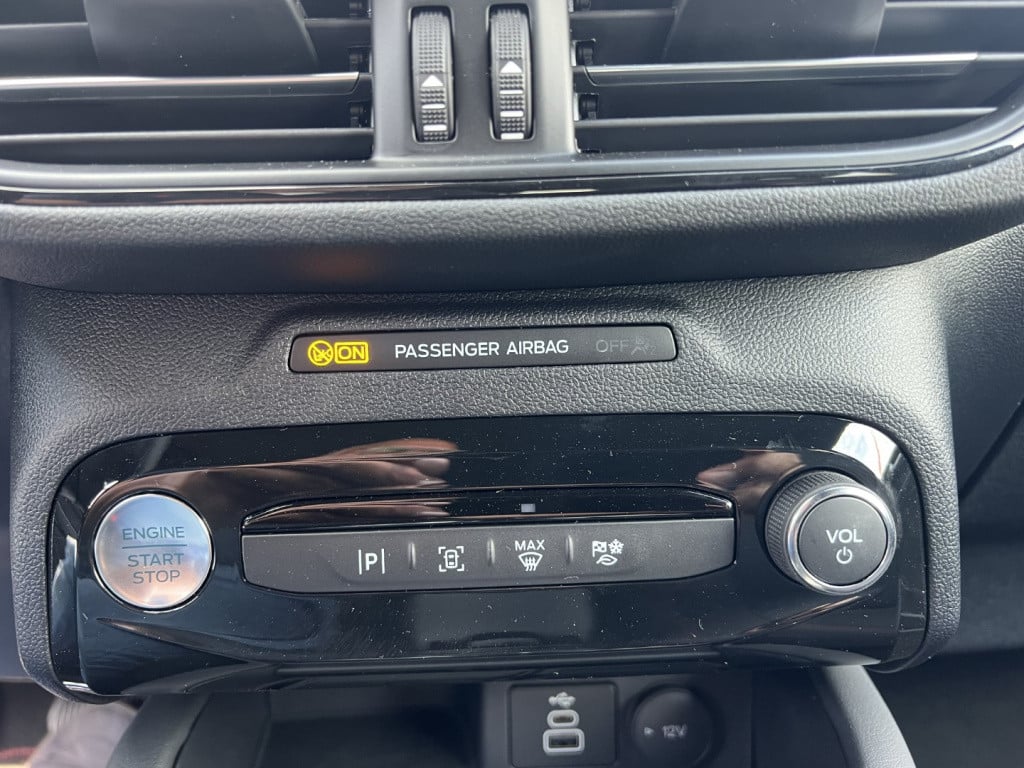 ON PASSENGER AIRBAG OFF
ENGINE
START
STOP
P
MAX
VOL
12V